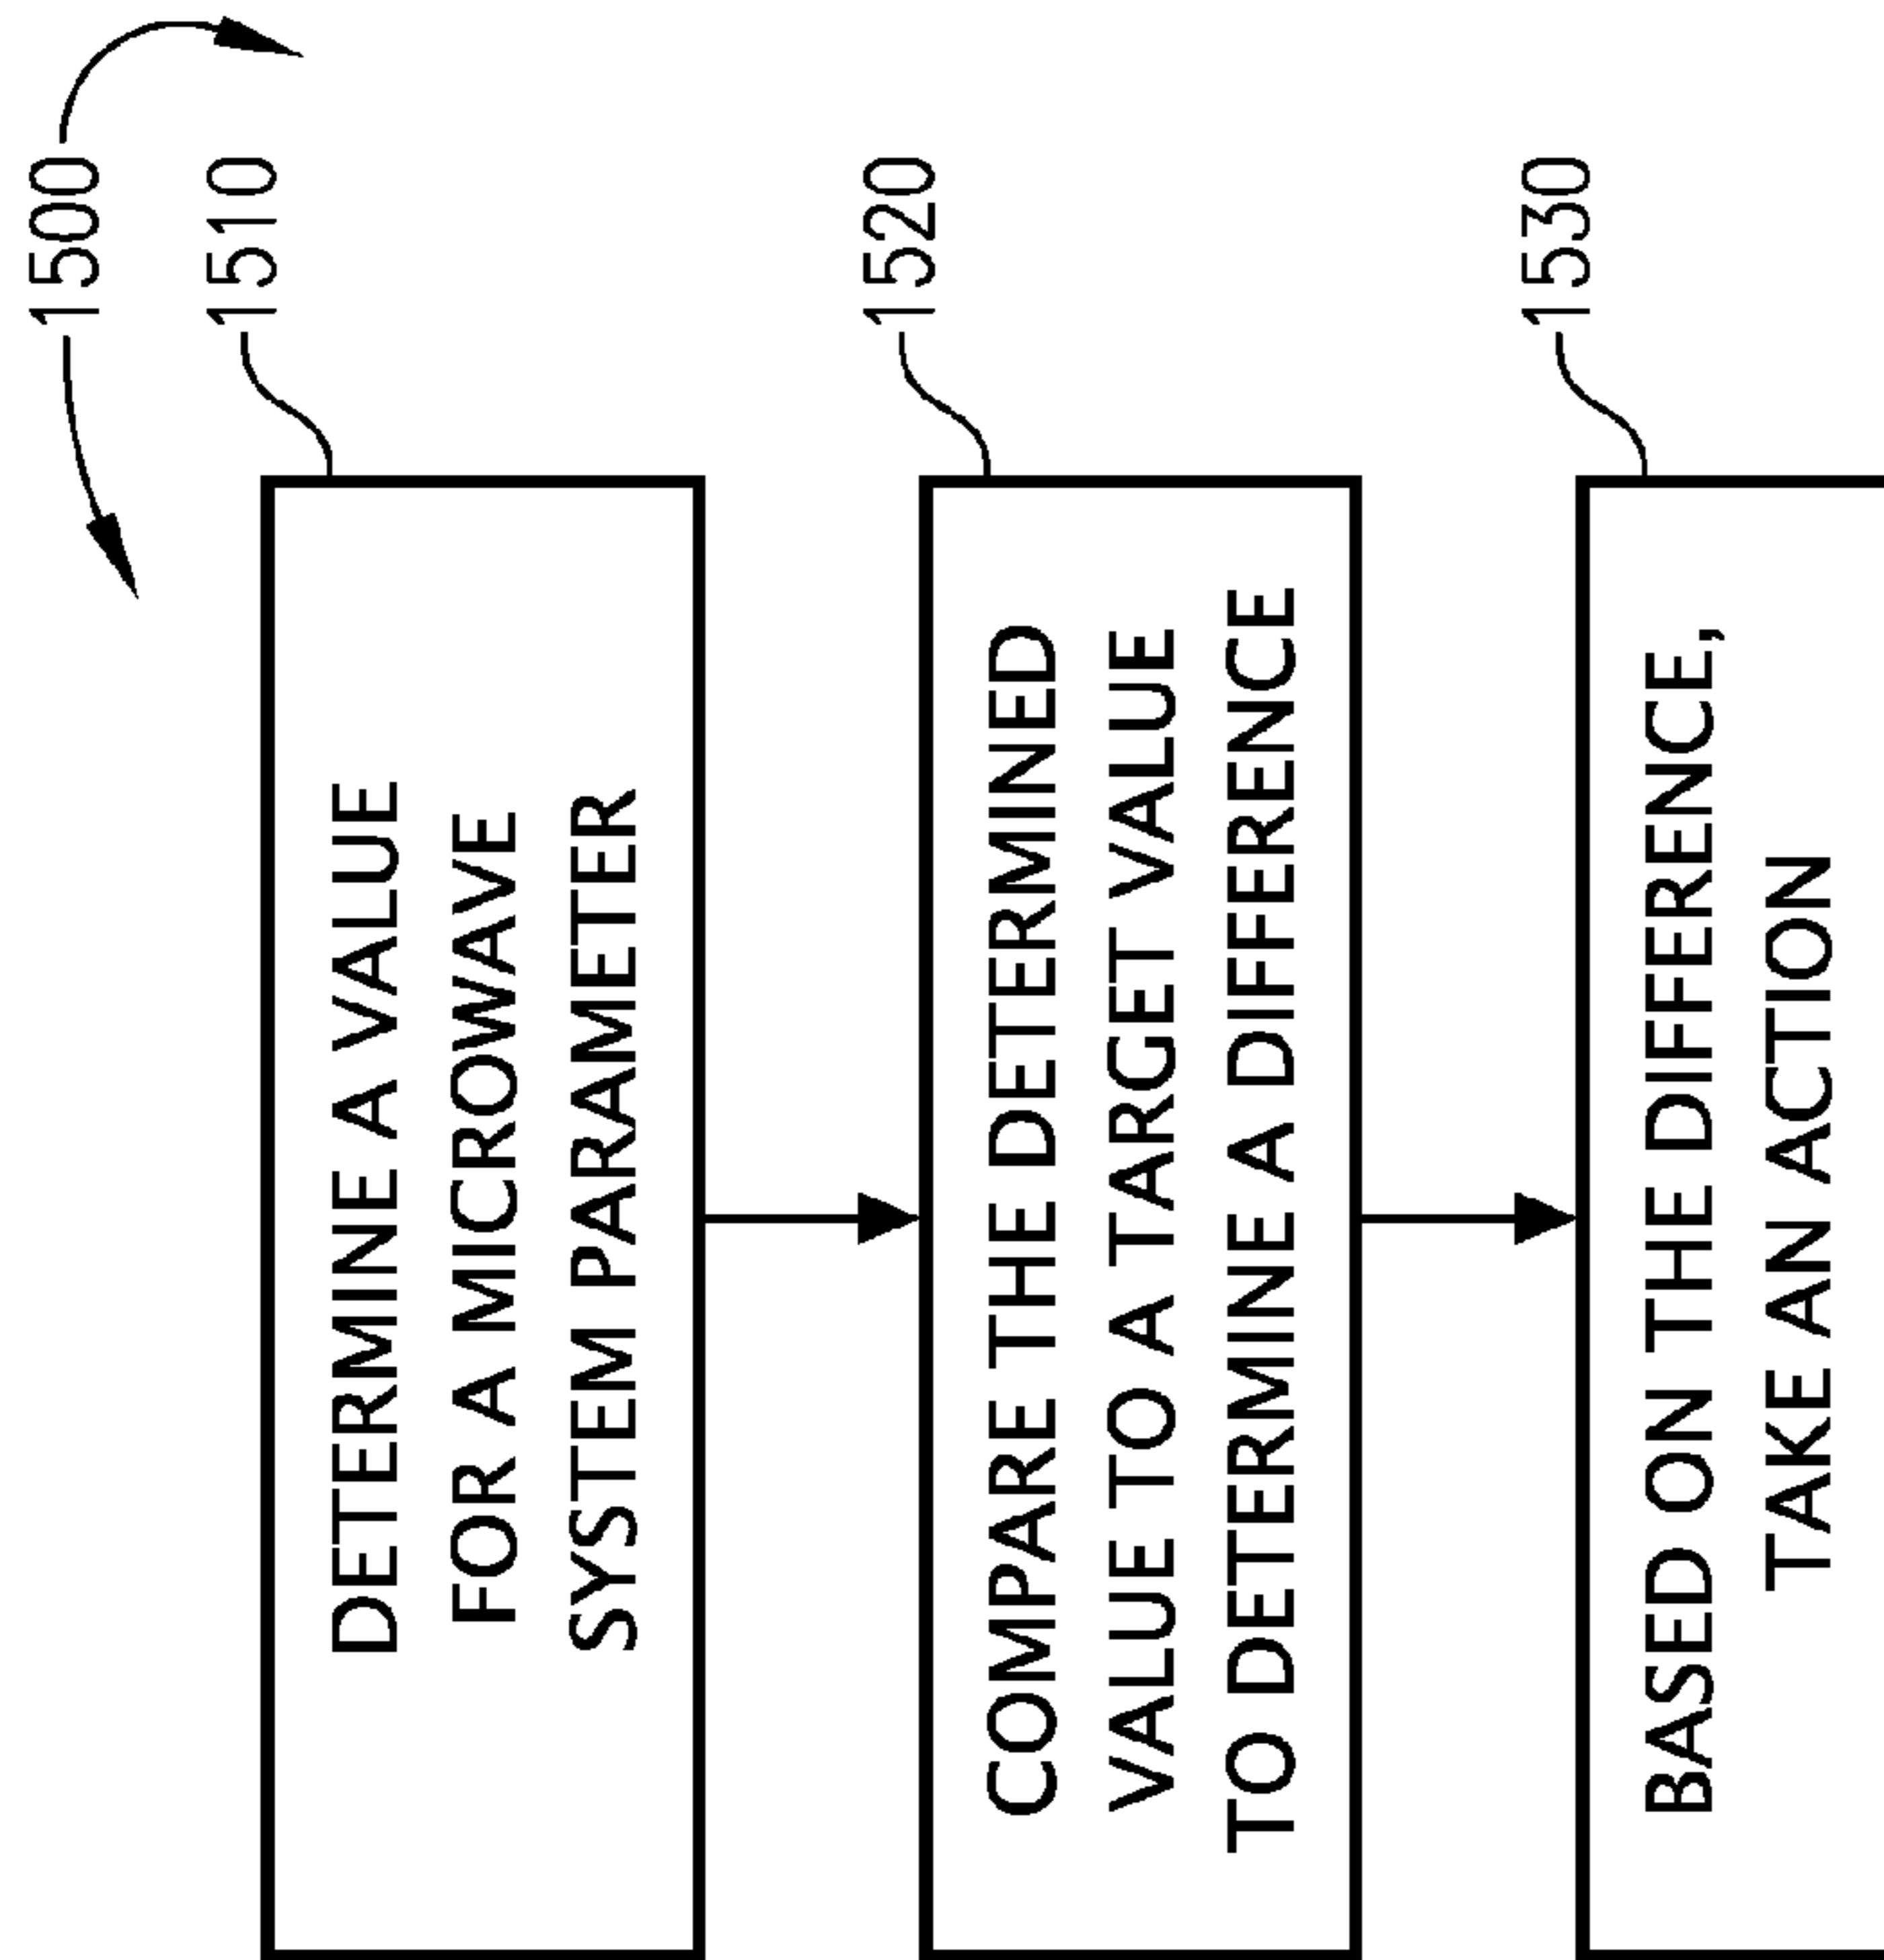 1500
1510
DETERMINE A VALUE
FOR A MICROWAVE
SYSTEM PARAMETER
1520
COMPARE THE DETERMINED
VALUE TO A TARGET VALUE
TO DETERMINE A DIFFERENCE
1530
BASED ON THE DIFFERENCE,
TAKE AN ACTION